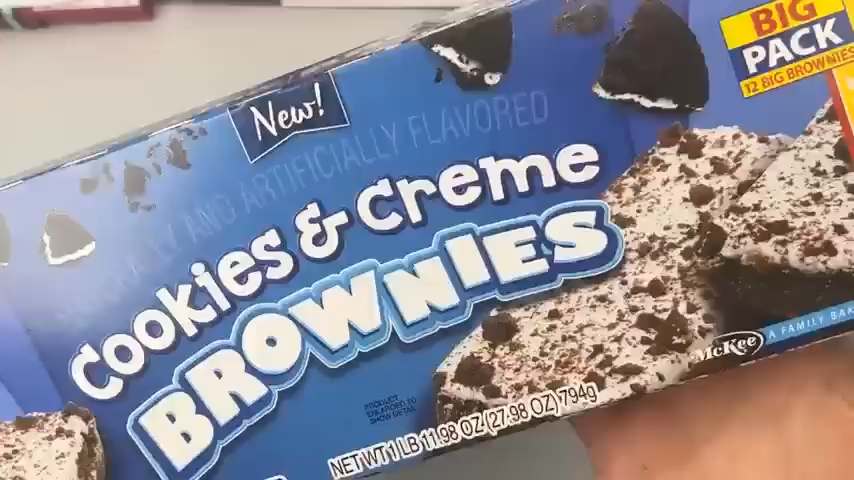 BIG
PACK
12 BIG BROWNIES
New!
AND ARTIFICIALLY FLAVORED
Cookies & Creme
BROWNIES
McKee
A FAMILY BAK
PRODUCT
ENLARGED TO
SHOW DETAIL
NET WT 1 LB 11.98 OZ (27.98 OZ) 794g